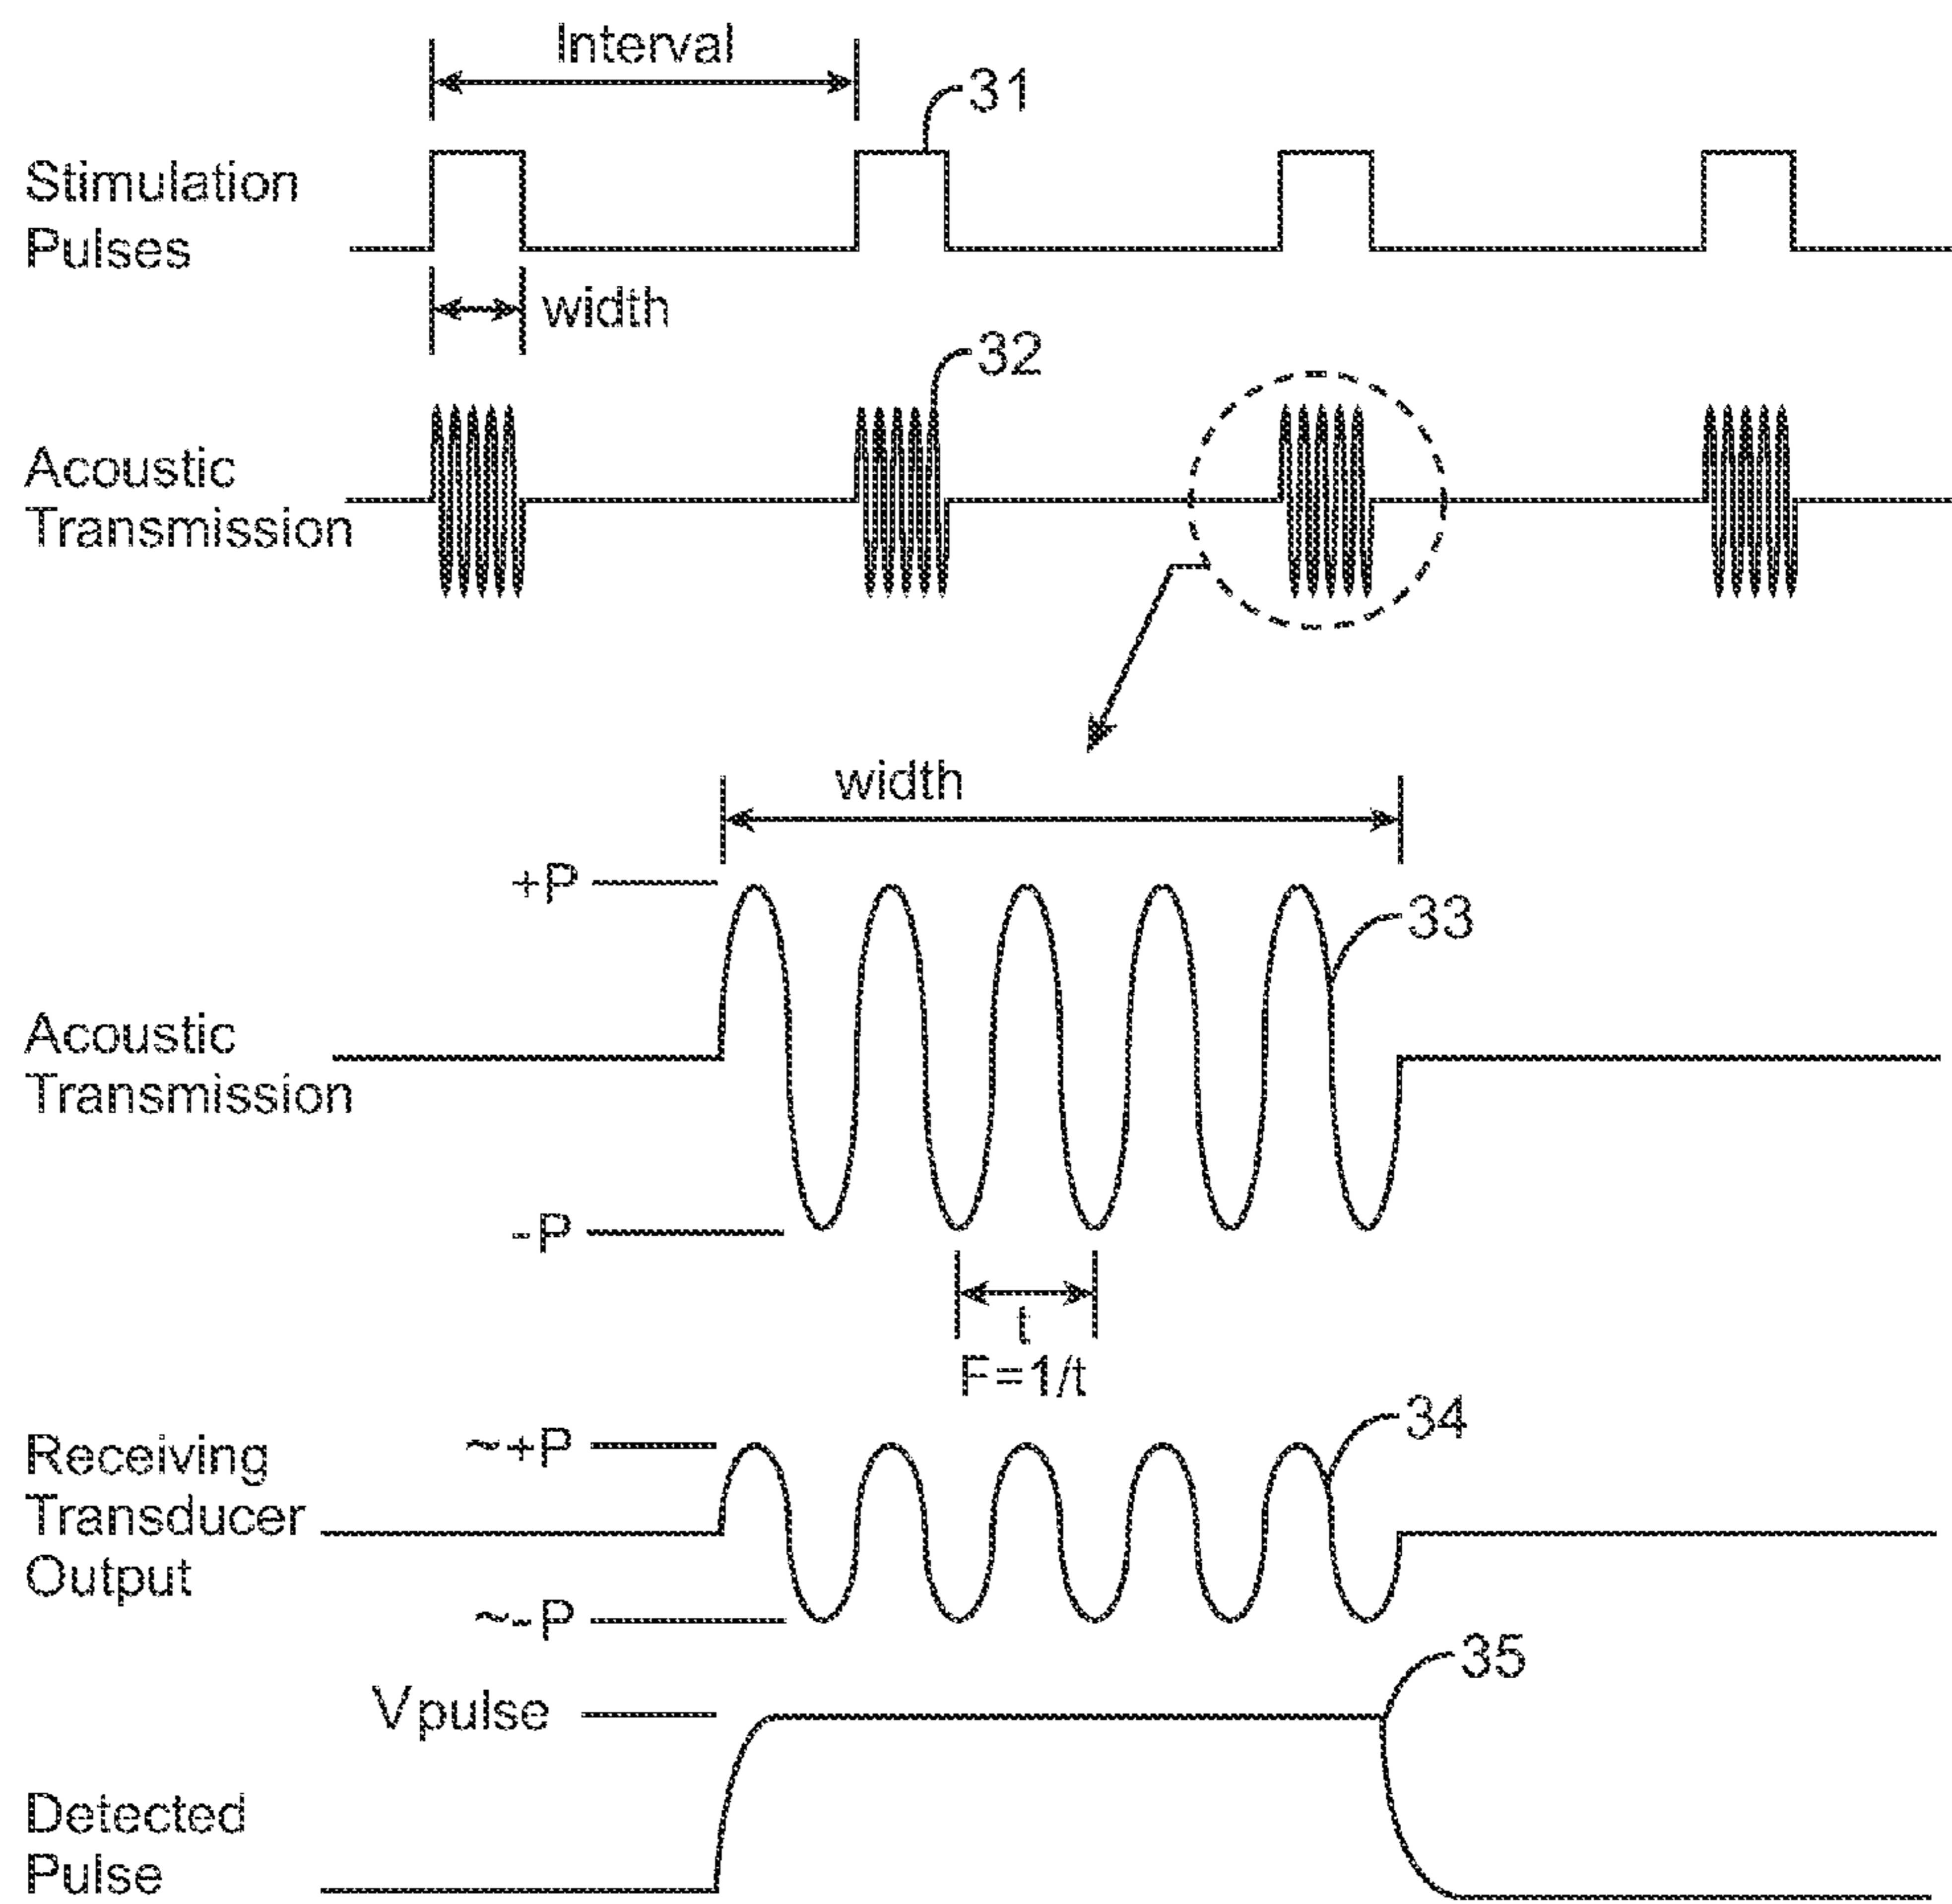 Interval
31
Stimulation
Pulses
width
32
Acoustic
Transmission
width
+P
33
Acoustic
Transmission
-P
t
F=1/t
34
~+P
Receiving
Transducer
Output
~-P
35
Vpulse
Detected
Pulse